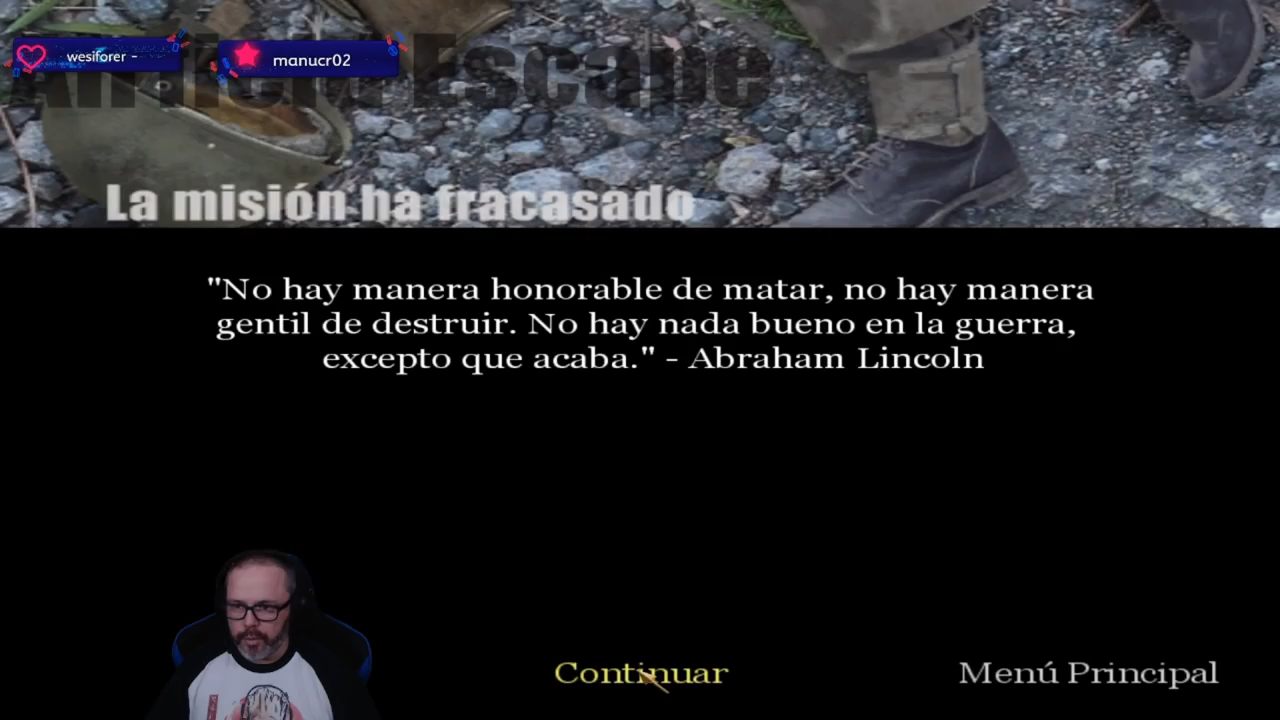 wesiforer -
manucr02
Escape
La misión ha fracasado
"No hay manera honorable de matar, no hay manera
gentil de destruir. No hay nada bueno en la guerra,
excepto que acaba." - Abraham Lincoln
Continuar
Menú Principal